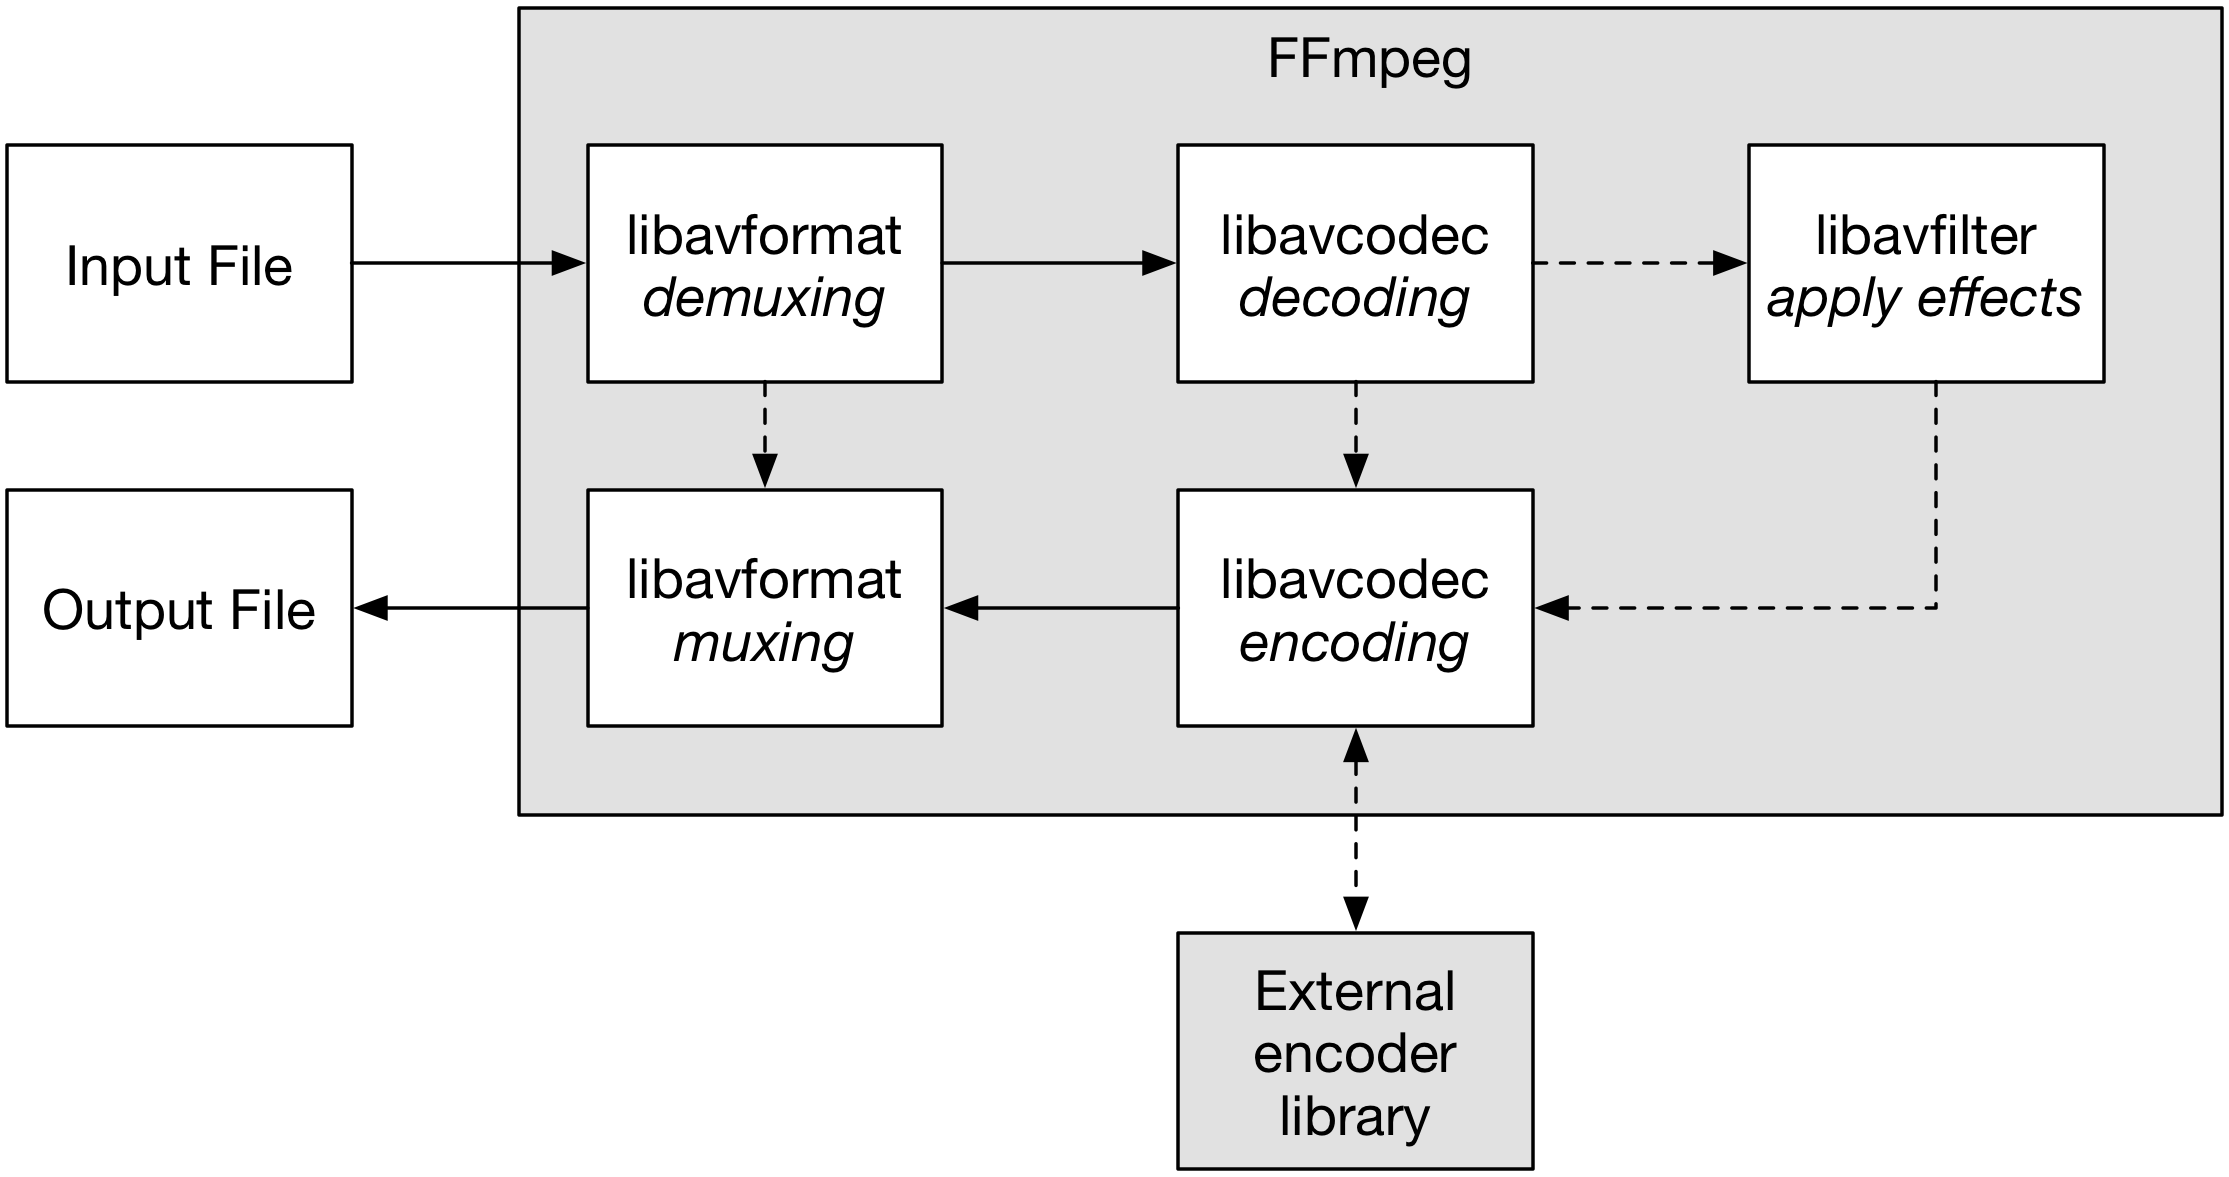 FFmpeg
Input File
libavformat
demuxing
libavcodec
decoding
libavfilter
apply effects
Output File
libavformat
muxing
libavcodec
encoding
External
encoder
library